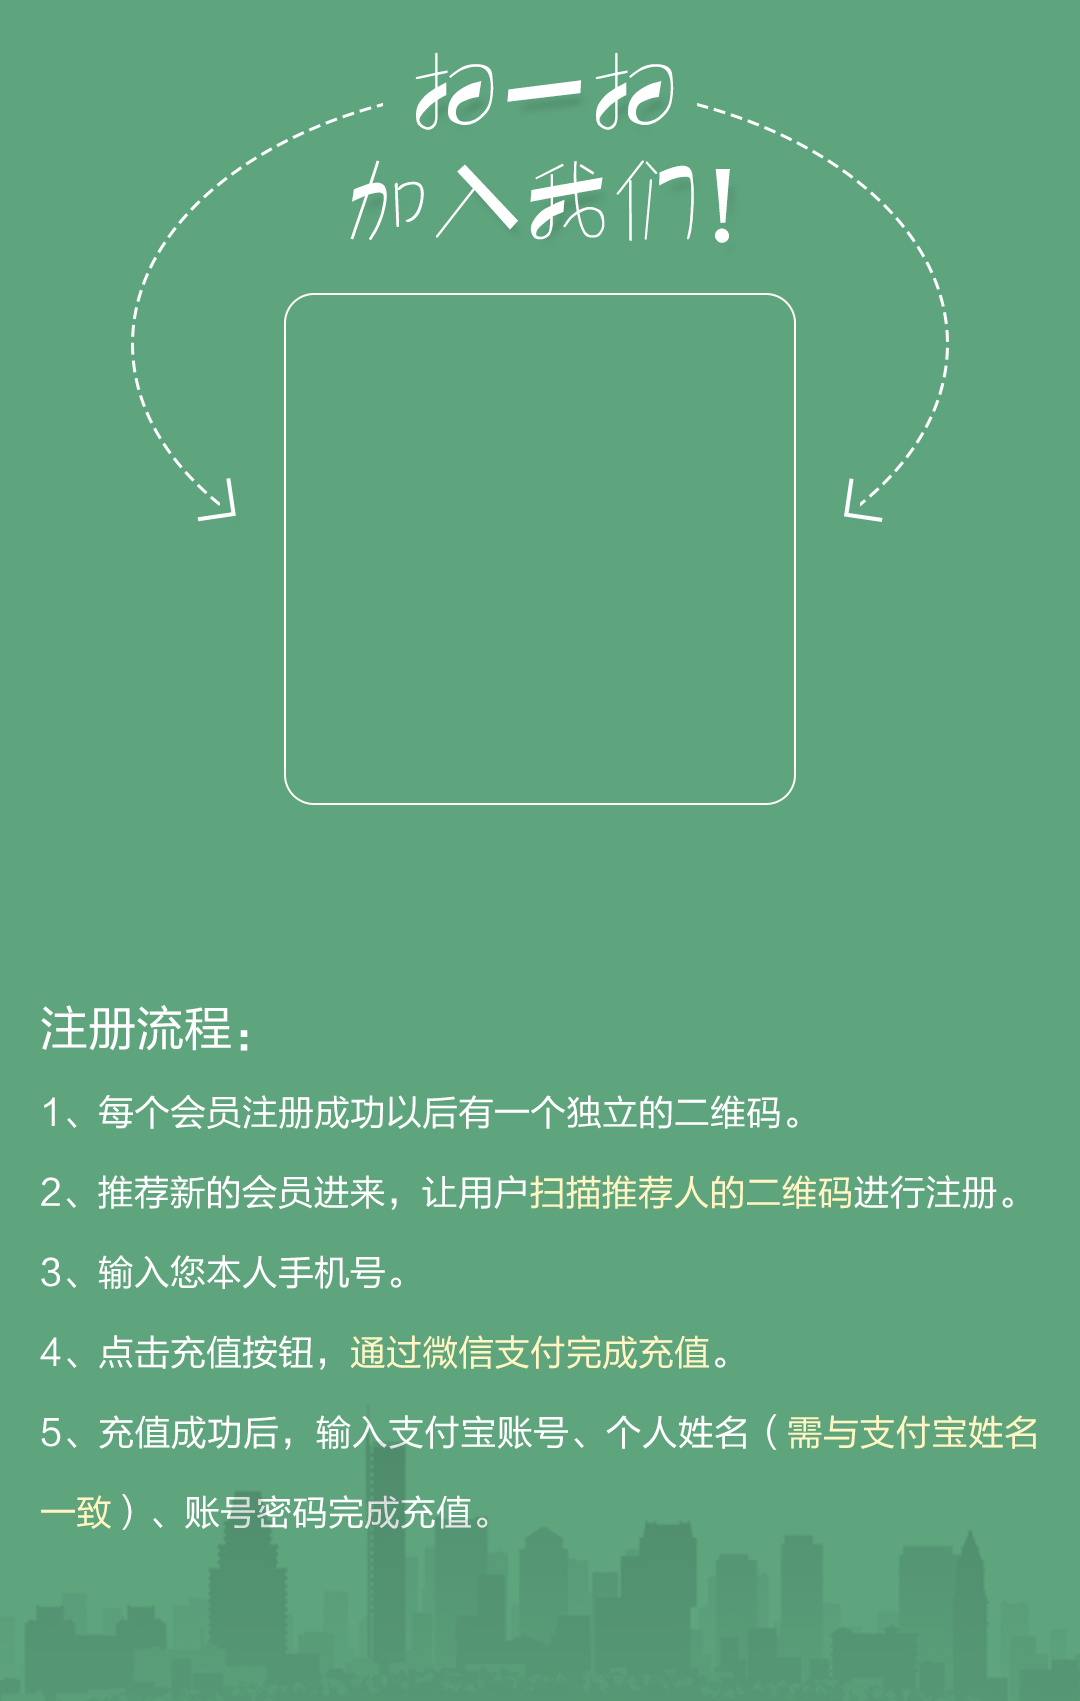 扫一扫
加入我们!
注册流程:
1、每个会员注册成功以后有一个独立的二维码。
2、推荐新的会员进来，让用户扫描推荐人的二维码进行注册。
3、输入您本人手机号。
4、点击充值按钮，通过微信支付完成充值。
5、充值成功后，输入支付宝账号、个人姓名（需与支付宝姓名
一致）、账号密码完成充值。